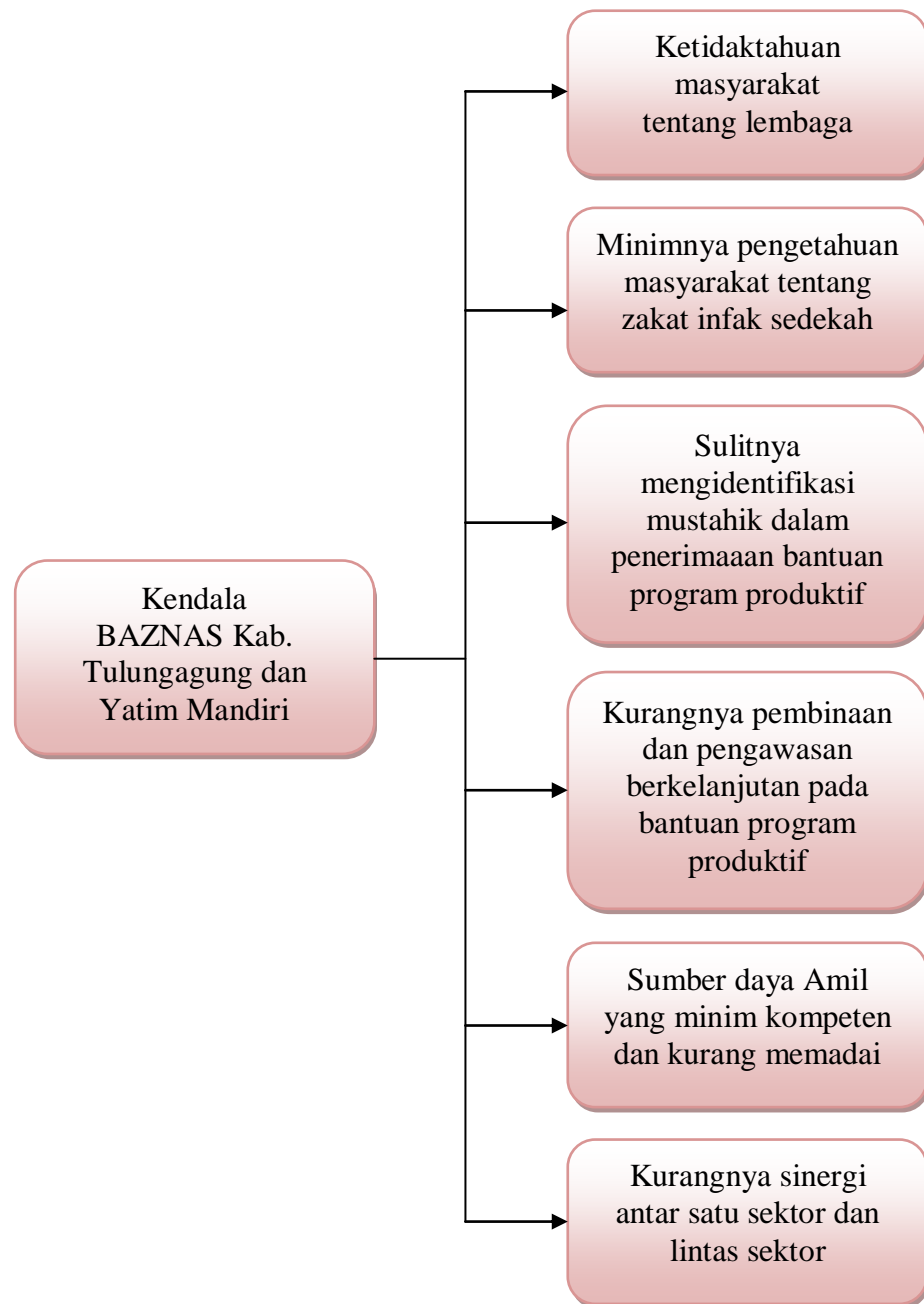 Ketidaktahuan
masyarakat
tentang lembaga
Minimnya pengetahuan
masyarakat tentang
zakat infak sedekah
Sulitnya
mengidentifikasi
mustahik dalam
penerimaaan bantuan
program produktif
Kendala
BAZNAS Kab.
Tulungagung dan
Yatim Mandiri
Kurangnya pembinaan
dan pengawasan
berkelanjutan pada
bantuan program
produktif
Sumber daya Amil
yang minim kompeten
dan kurang memadai
Kurangnya sinergi
antar satu sektor dan
lintas sektor